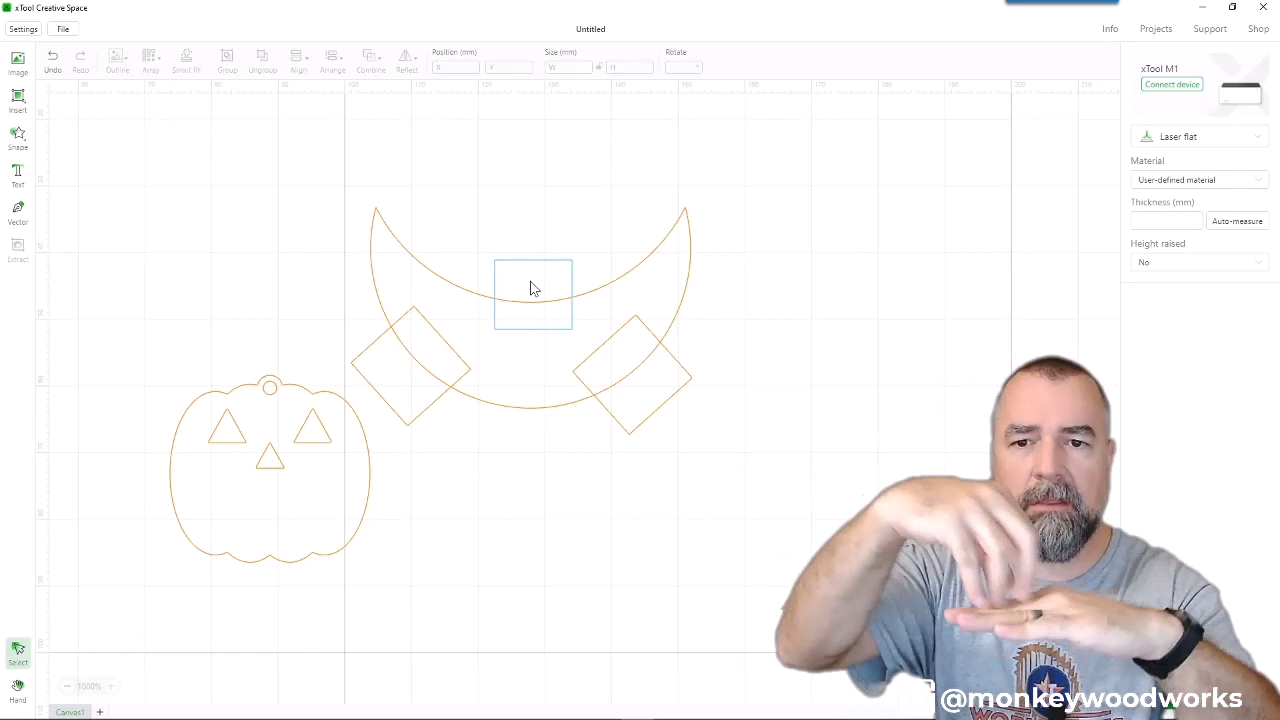 xTool Creative Space
Settings
File
Untitled
Info
Projects
Support
Shop
Undo
Redo
Outline
Array
Smart fill
Group
Ungroup
Align
Arrange
Combine
Reflect
Position (mm)
X
Y
Size (mm)
W
H
Rotate
Image
Insert
Shape
Text
Vector
Extract
Select
Hand
xTool M1
Connect device
Laser flat
Material
User-defined material
Thickness (mm)
Auto-measure
Height raised
No
1000%
Canvas1
@monkeywoodworks